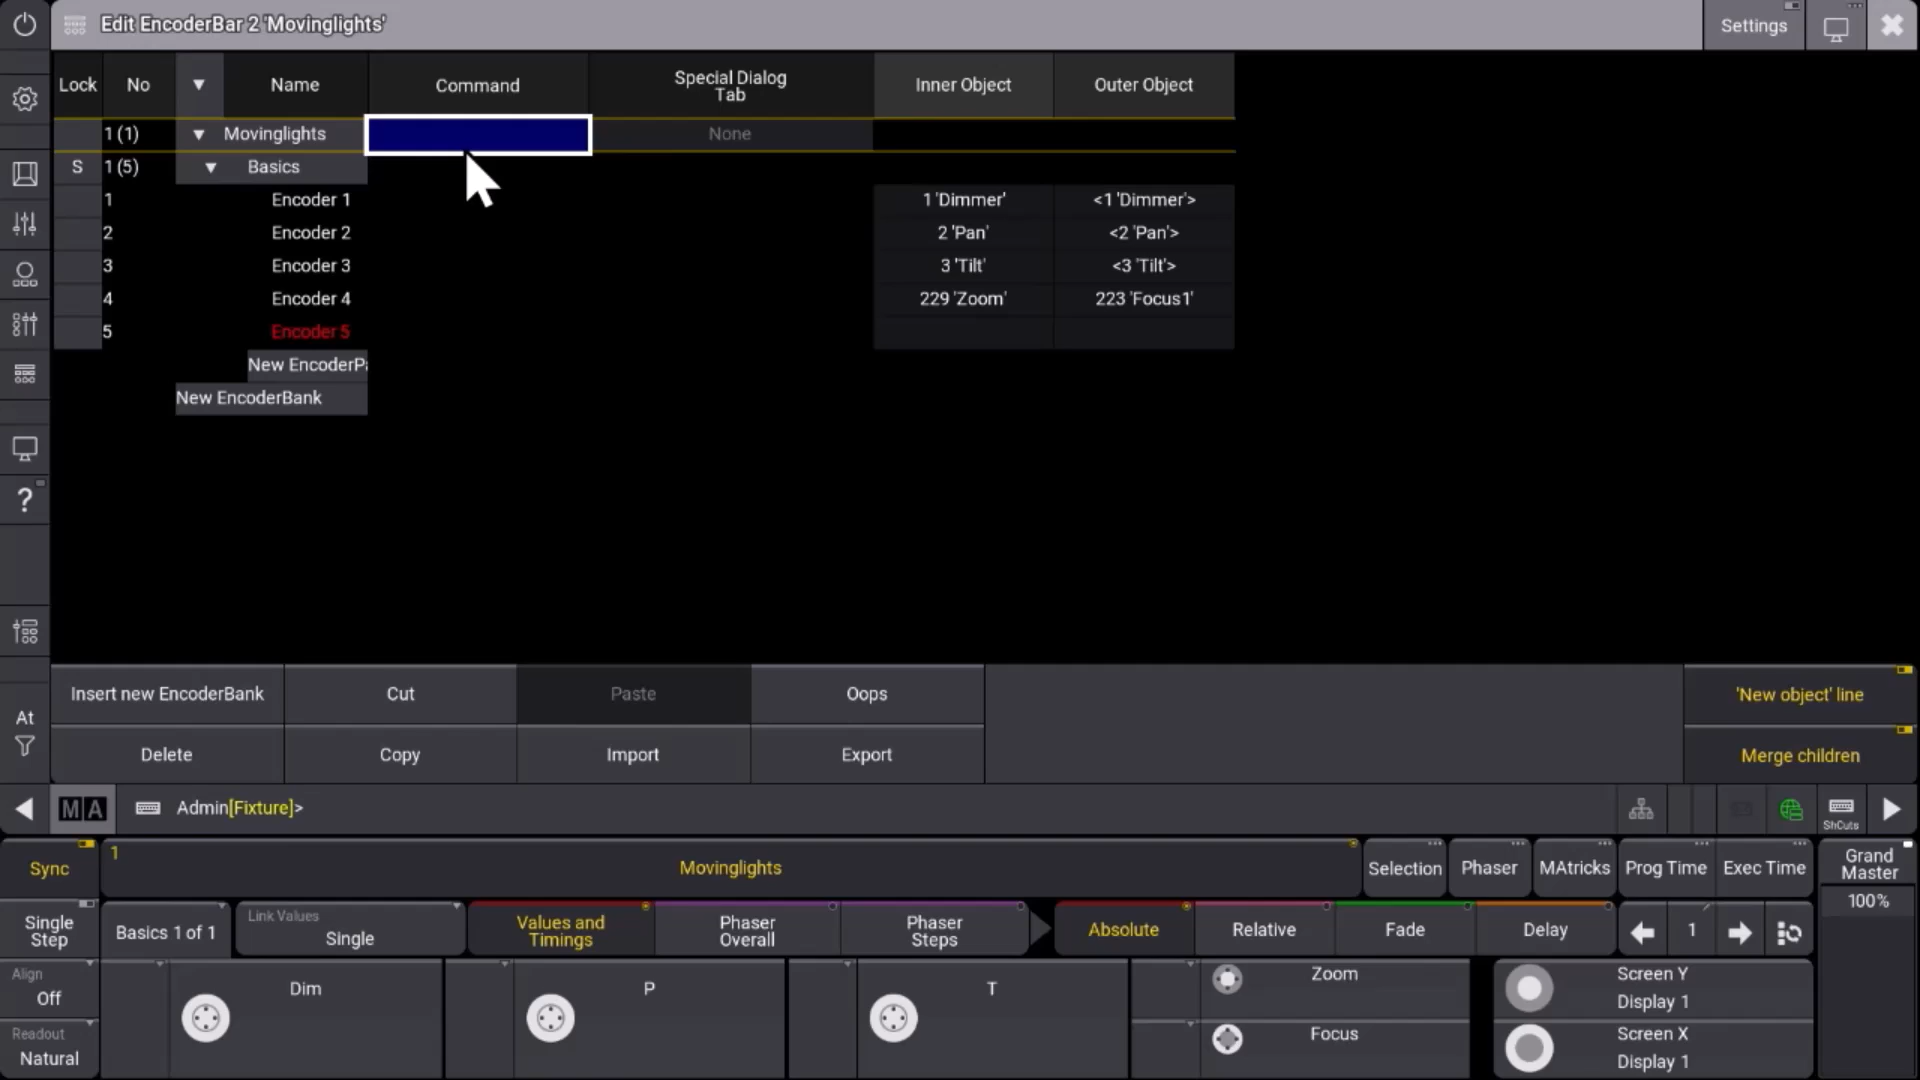 Edit EncoderBar 2 'Movinglights'
Settings
Lock No Name Command Special Dialog Tab Inner Object Outer Object
1 (1) Movinglights None
S 1 (5) Basics
1 Encoder 1 1 'Dimmer' <1 'Dimmer'>
2 Encoder 2 2 'Pan' <2 'Pan'>
3 Encoder 3 3 'Tilt' <3 'Tilt'>
4 Encoder 4 229 'Zoom' 223 'Focus1'
5 Encoder 5
New EncoderPa
New EncoderBank
?
Insert new EncoderBank Cut Paste Oops 'New object' line
At
Delete Copy Import Export Merge children
MA Admin[Fixture]> ShCuts
Sync 1 Movinglights Selection Phaser MAtricks Prog Time Exec Time Grand Master
100%
Single Step Basics 1 of 1 Link Values Single Values and Timings Phaser Overall Phaser Steps Absolute Relative Fade Delay 1
Align Off Dim P T Zoom Screen Y Display 1
Readout Natural Focus Screen X Display 1